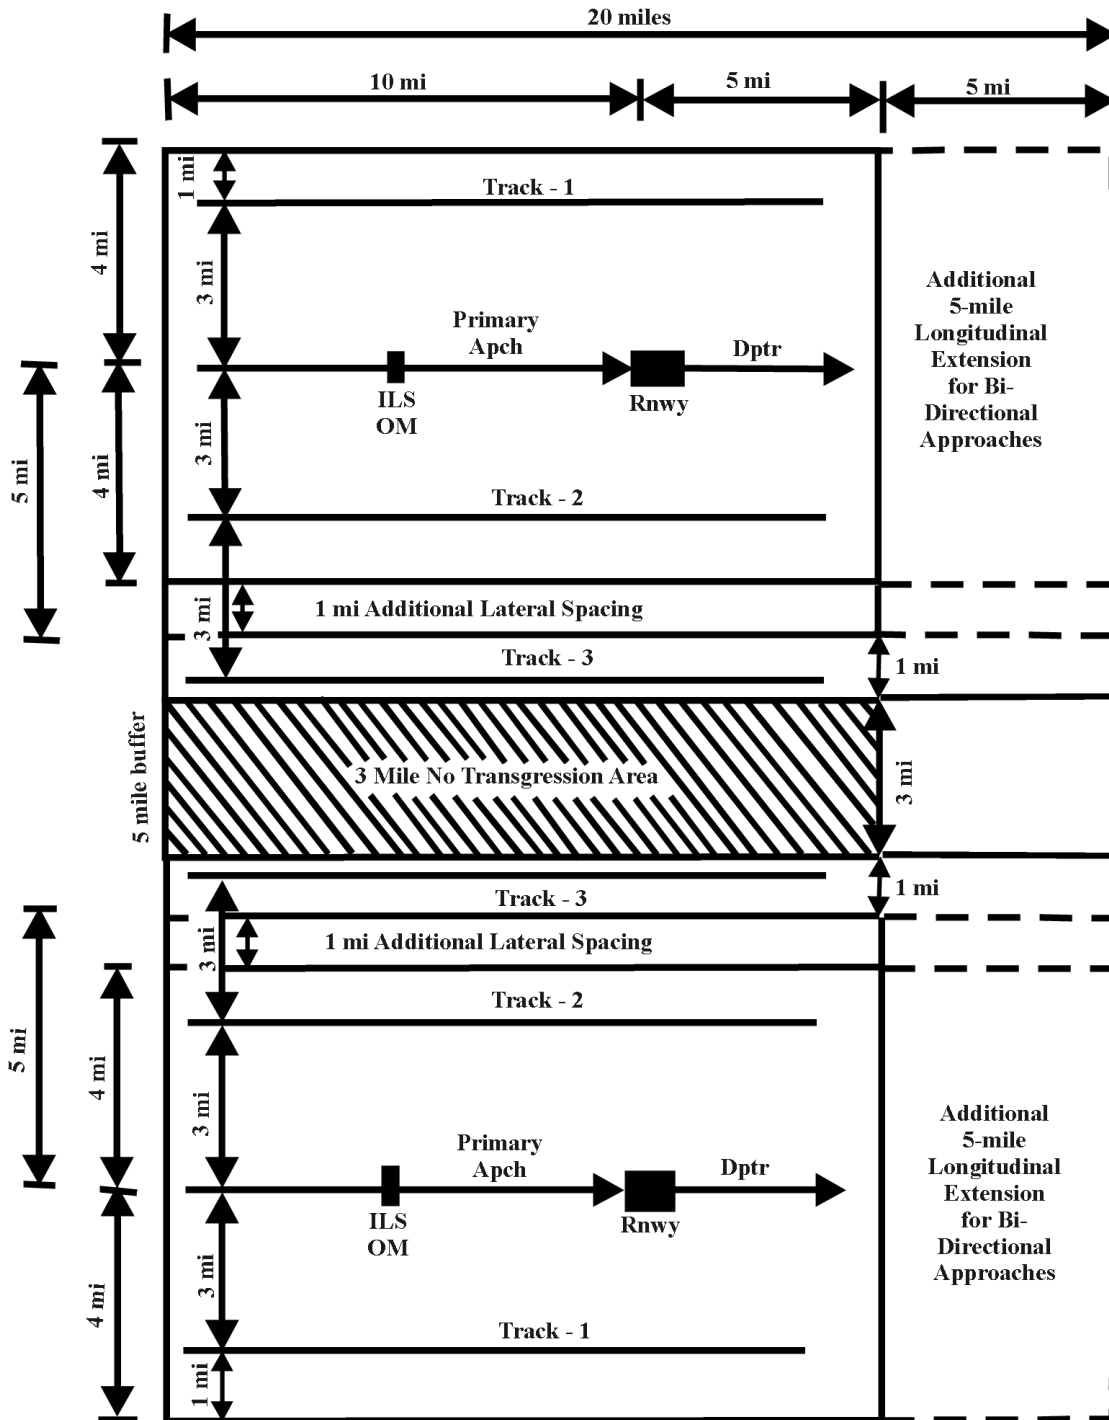 20 miles
10 mi
5 mi
5 mi
1 mi
Track - 1
4 mi
3 mi
Additional
5-mile
Longitudinal
Extension
for Bi-
Directional
Approaches
Primary
Apch
Dptr
ILS
OM
Rnwy
5 mi
4 mi
3 mi
Track - 2
1 mi Additional Lateral Spacing
3 mi
Track - 3
1 mi
5 mile buffer
3 Mile No Transgression Area
3 mi
1 mi
Track - 3
3 mi
1 mi Additional Lateral Spacing
Track - 2
5 mi
4 mi
3 mi
Primary
Apch
Dptr
ILS
OM
Rnwy
Additional
5-mile
Longitudinal
Extension
for Bi-
Directional
Approaches
4 mi
3 mi
Track - 1
1 mi